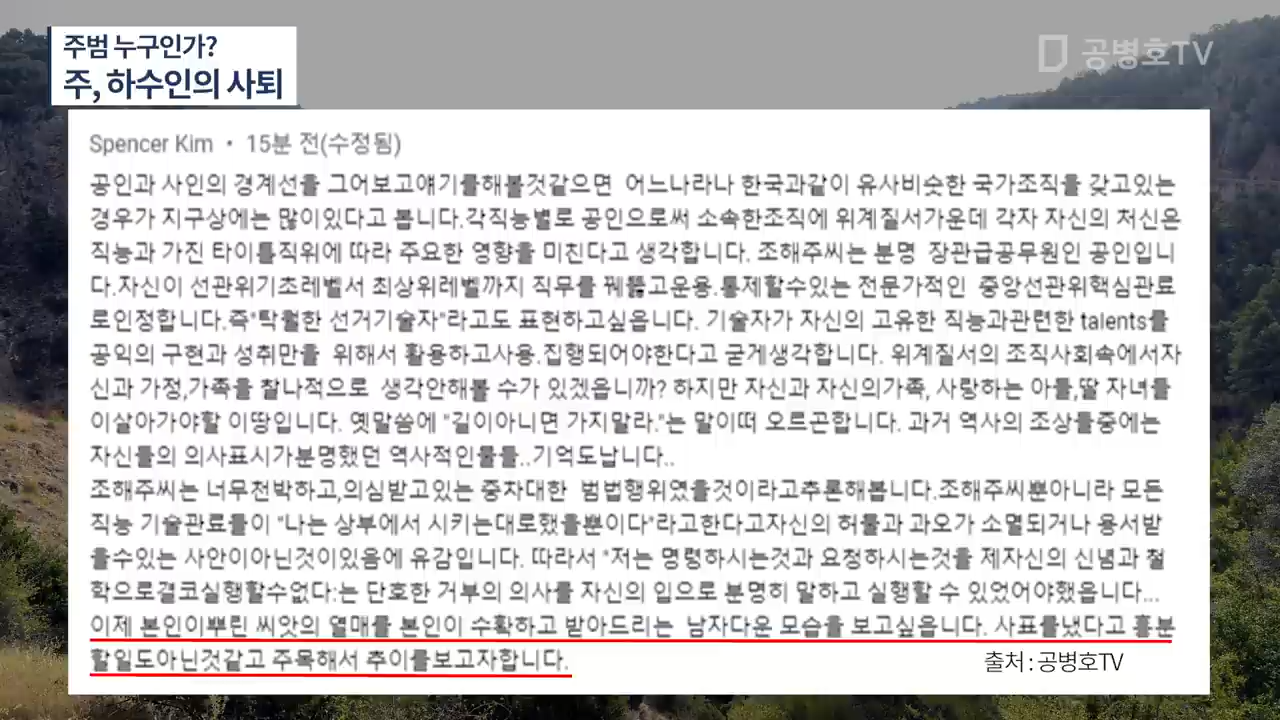 주범 누구인가?
주, 하수인의 사퇴
공병호TV
Spencer Kim • 15분 전(수정됨)
공인과 사인의 경계선을 그어보고얘기를해볼것같으면 어느나라나 한국과같이 유사비슷한 국가조직을 갖고있는
경우가 지구상에는 많이있다고 봅니다.각직능별로 공인으로써 소속한조직에 위계질서가운데 각자 자신의 처신은
직능과 가진 타이틀직위에 따라 주요한 영향을 미친다고 생각합니다. 조해주씨는 분명 장관급공무원인 공인입니
다.자신이 선관위기초레벨서 최상위레벨까지 직무를 꿰뚫고운용.통제할수있는 전문가적인 중앙선관위핵심관료
로인정합니다.즉"탁월한 선거기술자"라고도 표현하고싶읍니다. 기술자가 자신의 고유한 직능과관련한 talents를
공익의 구현과 성취만을 위해서 활용하고사용.집행되어야한다고 굳게생각합니다. 위계질서의 조직사회속에서자
신과 가정,가족을 찰나적으로 생각안해볼 수가 있겠읍니까? 하지만 자신과 자신의가족, 사랑하는 아들,딸 자녀들
이살아가야할 이땅입니다. 옛말씀에 "길이아니면 가지말라."는 말이떠 오르곤합니다. 과거 역사의 조상들중에는
자신들의 의사표시가분명했던 역사적인물들..기억도납니다..
조해주씨는 너무천박하고,의심받고있는 중차대한 범법행위였을것이라고추론해봅니다.조해주씨뿐아니라 모든
직능 기술관료들이 "나는 상부에서 시키는대로했을뿐이다"라고한다고자신의 허물과 과오가 소멸되거나 용서받
을수있는 사안이아닌것이있음에 유감입니다. 따라서 "저는 명령하시는것과 요청하시는것을 제자신의 신념과 철
학으로결코실행할수없다:는 단호한 거부의 의사를 자신의 입으로 분명히 말하고 실행할 수 있었어야했읍니다...
이제 본인이뿌린 씨앗의 열매를 본인이 수확하고 받아드리는 남자다운 모습을 보고싶읍니다. 사표를냈다고 흥분
할일도아닌것같고 주목해서 추이를보고자합니다.
출처 : 공병호TV